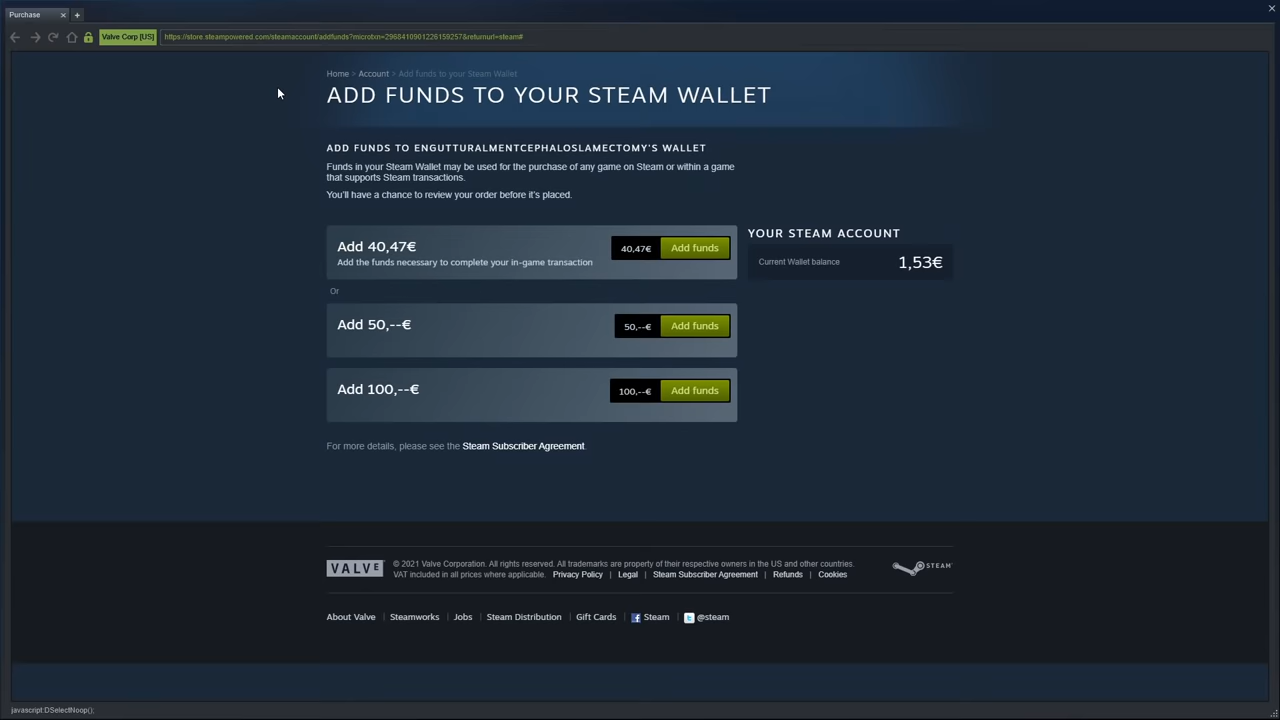 Purchase
Valve Corp [US]
https://store.steampowered.com/steamaccount/addfunds?microtxn=2968410901226159257&returnurl=steam#
Home > Account > Add funds to your Steam Wallet
ADD FUNDS TO YOUR STEAM WALLET
ADD FUNDS TO ENGUTTURALMENTCEPHALOSLAMECTOMY'S WALLET
Funds in your Steam Wallet may be used for the purchase of any game on Steam or within a game
that supports Steam transactions.
You'll have a chance to review your order before it's placed.
Add 40,47€
Add the funds necessary to complete your in-game transaction
40,47€ Add funds
Or
Add 50,--€
50,--€ Add funds
Add 100,--€
100,--€ Add funds
For more details, please see the Steam Subscriber Agreement.
YOUR STEAM ACCOUNT
Current Wallet balance 1,53€
VALVE
© 2021 Valve Corporation. All rights reserved. All trademarks are property of their respective owners in the US and other countries.
VAT included in all prices where applicable. Privacy Policy | Legal | Steam Subscriber Agreement | Refunds | Cookies
STEAM
About Valve | Steamworks | Jobs | Steam Distribution | Gift Cards | Steam | @steam
javascript:DSelectNoop();